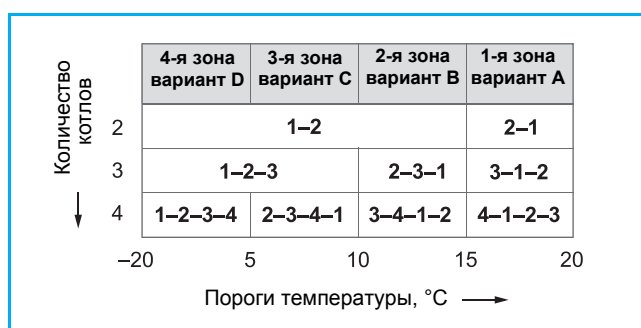 4-я зона 3-я зона 2-я зона 1-я зона
вариант D вариант C вариант B вариант A
Количество
котлов
2 1–2 2–1
3 1–2–3 2–3–1 3–1–2
4 1–2–3–4 2–3–4–1 3–4–1–2 4–1–2–3
–20 5 10 15 20
Пороги температуры, °C